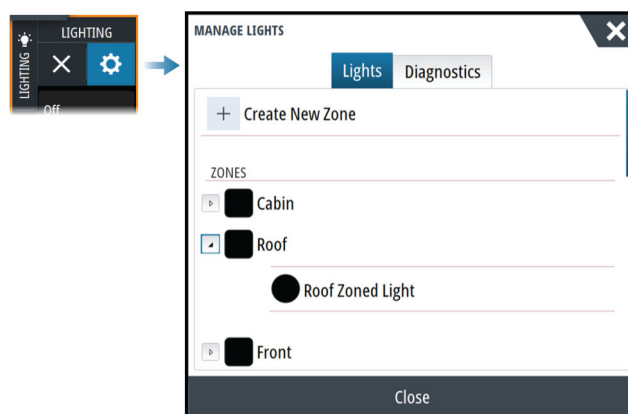 LIGHTING
LIGHTING
Off
MANAGE LIGHTS
Lights Diagnostics
Create New Zone
ZONES
Cabin
Roof
Roof Zoned Light
Front
Close